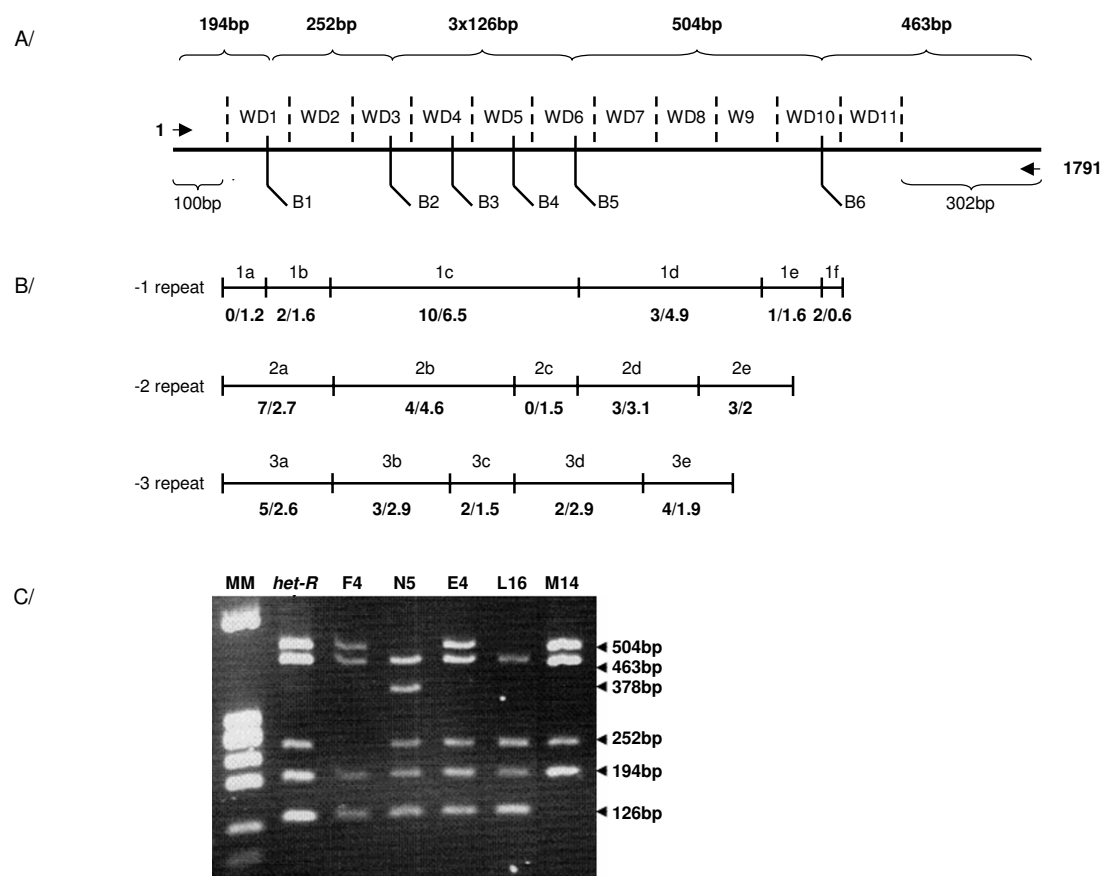 A/
194bp 252bp 3x126bp 504bp 463bp
WD1 WD2 WD3 WD4 WD5 WD6 WD7 WD8 W9 WD10 WD11
1
1791
100bp B1 B2 B3 B4 B5 B6 302bp
B/
1a 1b 1c 1d 1e 1f
-1 repeat
0/1.2 2/1.6 10/6.5 3/4.9 1/1.6 2/0.6
2a 2b 2c 2d 2e
-2 repeat
7/2.7 4/4.6 0/1.5 3/3.1 3/2
3a 3b 3c 3d 3e
-3 repeat
5/2.6 3/2.9 2/1.5 2/2.9 4/1.9
C/
MM het-R F4 N5 E4 L16 M14
504bp
463bp
378bp
252bp
194bp
126bp